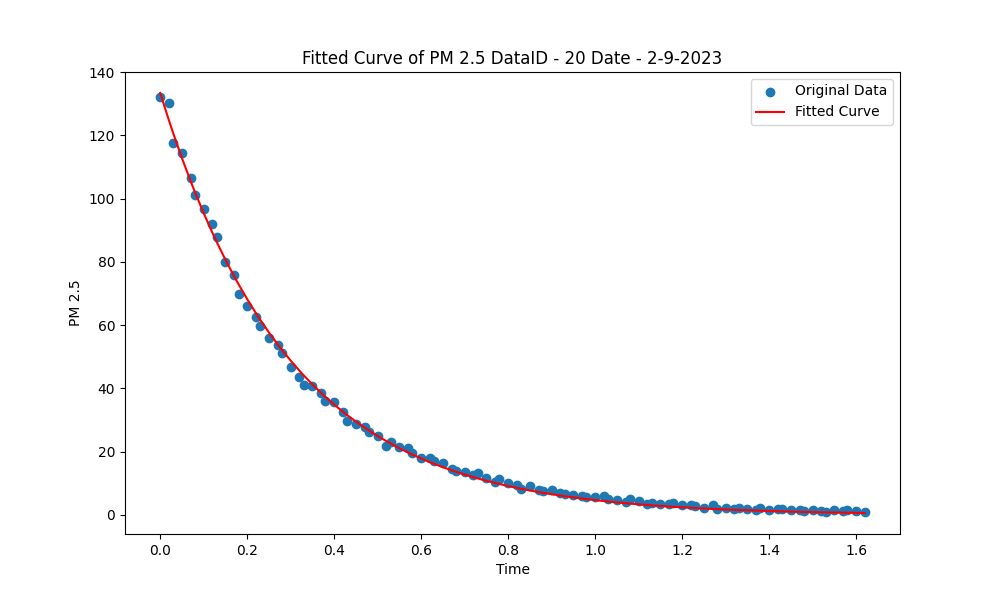 Fitted Curve of PM 2.5 DataID - 20 Date - 2-9-2023
Original Data
Fitted Curve
PM 2.5
140
120
100
80
60
40
20
0
0.0 0.2 0.4 0.6 0.8 1.0 1.2 1.4 1.6
Time